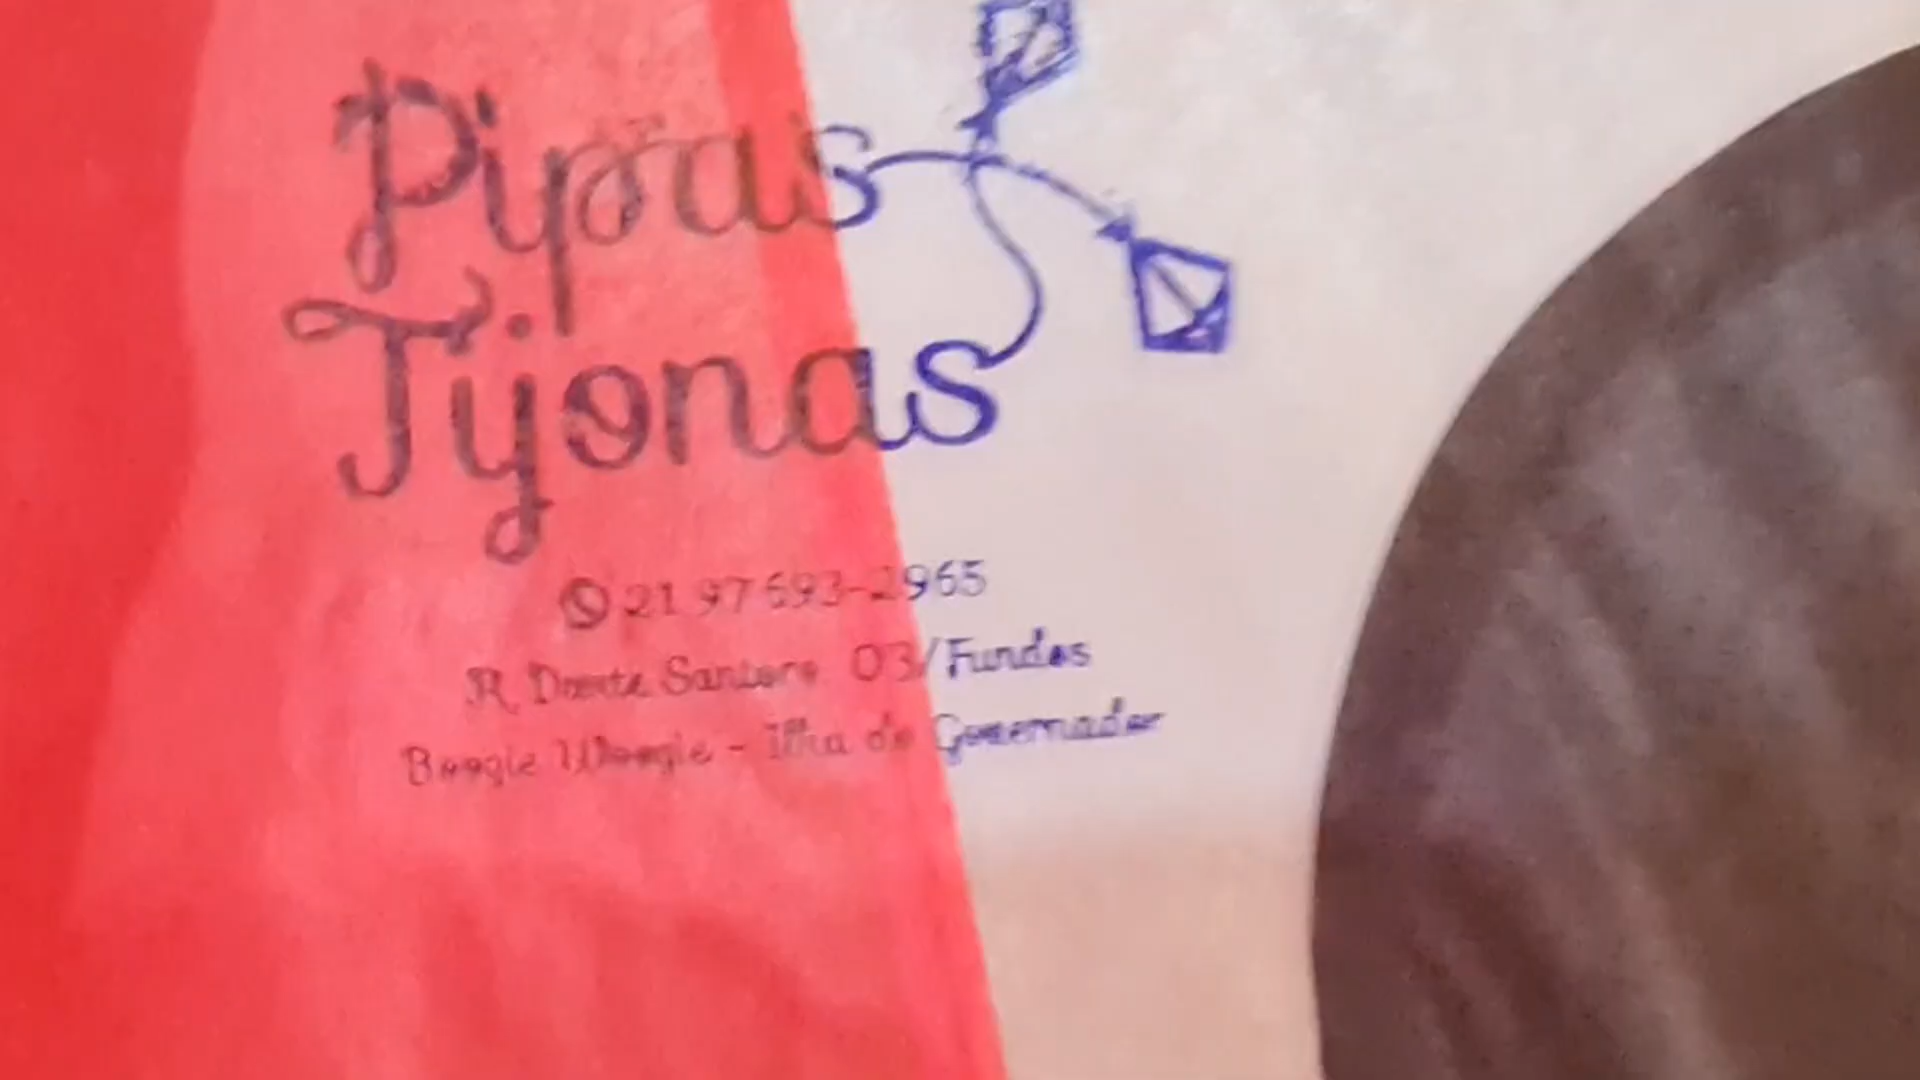 Pipas
Tijonas
21 97693-2965
R. Dante Santoro 03/Fundos
Boogie Woogie - Ilha do Governador